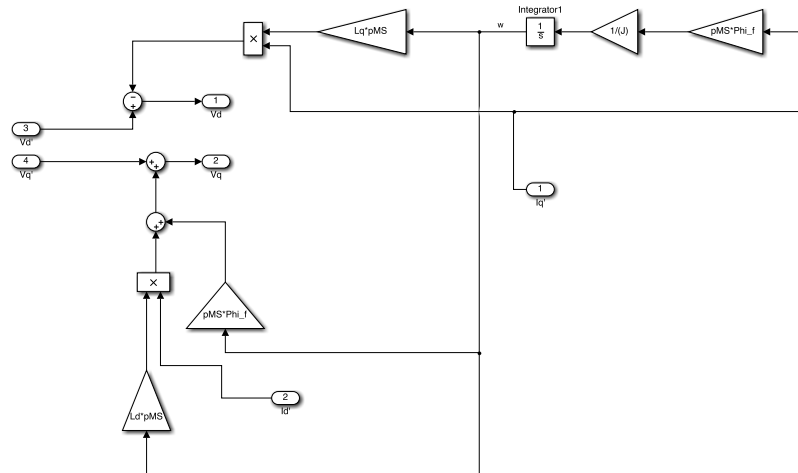 Integrator1
×
Lq*pMS
w
1
s
1/(J)
pMS*Phi_f
−
+
1
Vd
3
Vd'
4
Vq'
+
+
2
Vq
1
Iq'
+
×
pMS*Phi_f
2
Id'
Ld*pMS